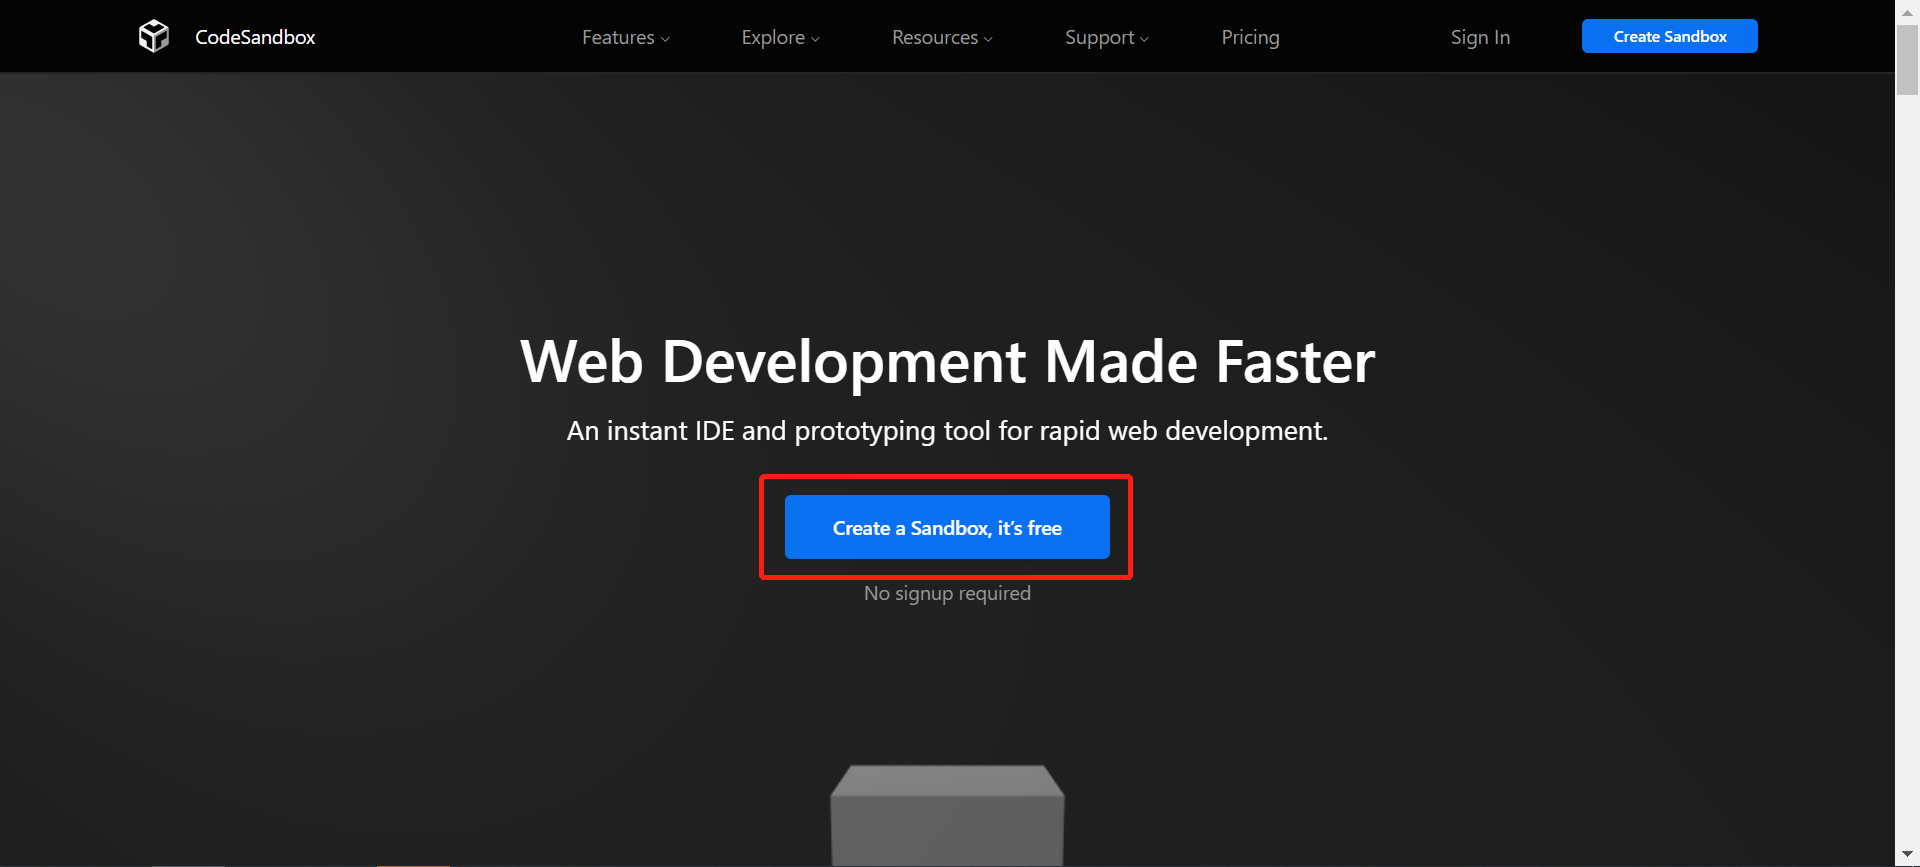 CodeSandbox
Features
Explore
Resources
Support
Pricing
Sign In
Create Sandbox
Web Development Made Faster
An instant IDE and prototyping tool for rapid web development.
Create a Sandbox, it’s free
No signup required